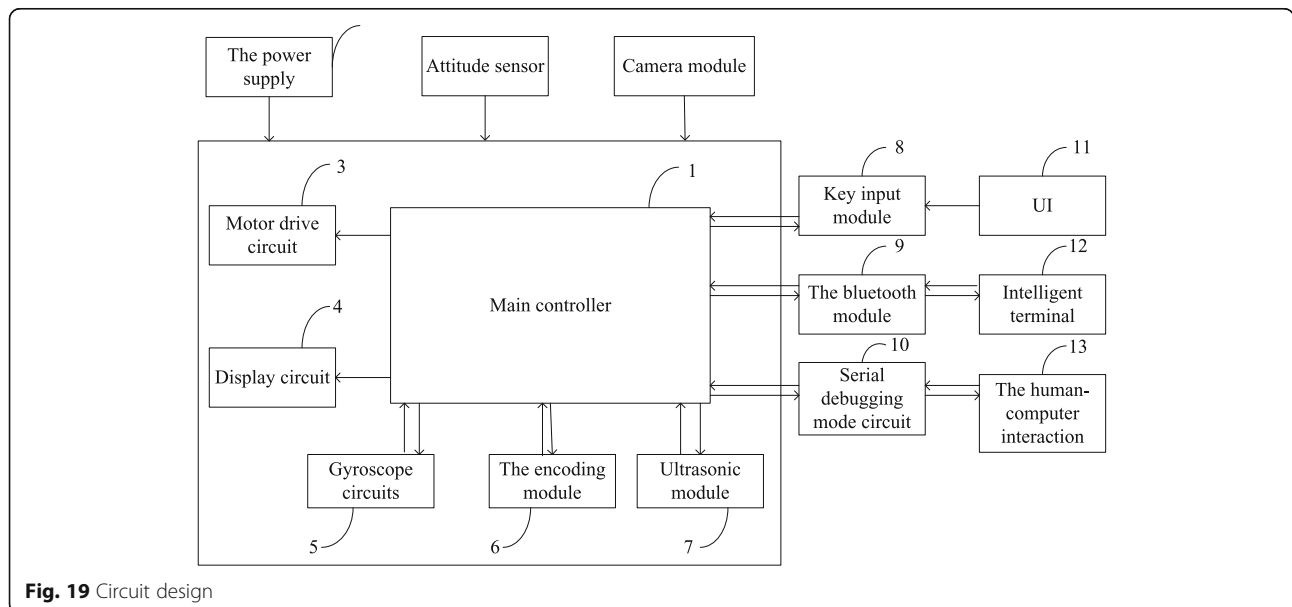 The power
supply
Attitude sensor
Camera module
3
Motor drive
circuit
1
8
Key input
module
11
UI
9
The bluetooth
module
12
Intelligent
terminal
Main controller
4
Display circuit
10
Serial
debugging
mode circuit
13
The human-
computer
interaction
Gyroscope
circuits
The encoding
module
Ultrasonic
module
5
6
7
Fig. 19 Circuit design